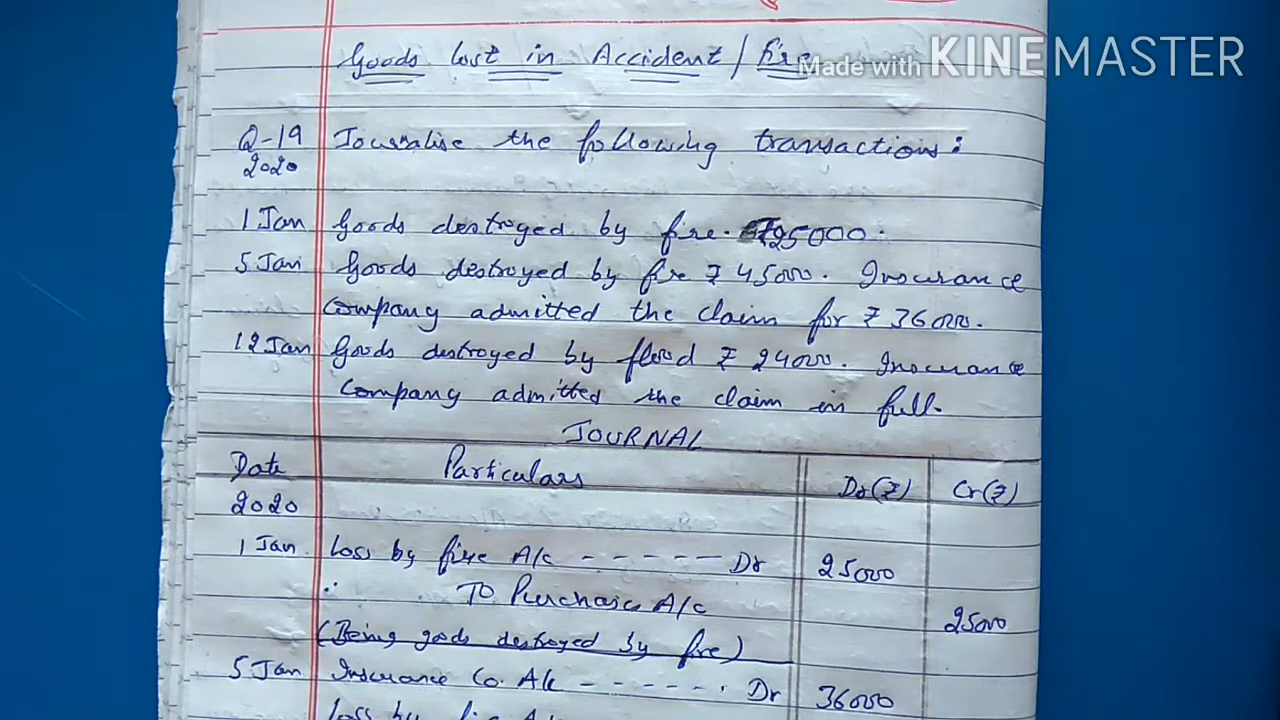 Goods Lost in Accident / Fire
Made with KINEMASTER
Q-19 Journalise the following transactions:
2020
1 Jan Goods destroyed by fire. ₹25000.
5 Jan Goods destroyed by fire ₹ 45000. Insurance
Company admitted the claim for ₹ 36000.
12 Jan Goods destroyed by flood ₹ 24000. Insurance
Company admitted the claim in full.
JOURNAL
Date Particulars Dr(₹) Cr(₹)
2020
1 Jan Loss by fire A/c ------ Dr 25000
To Purchase A/c 25000
(Being goods destroyed by fire)
5 Jan Insurance Co. A/c ------- Dr 36000
Loss by